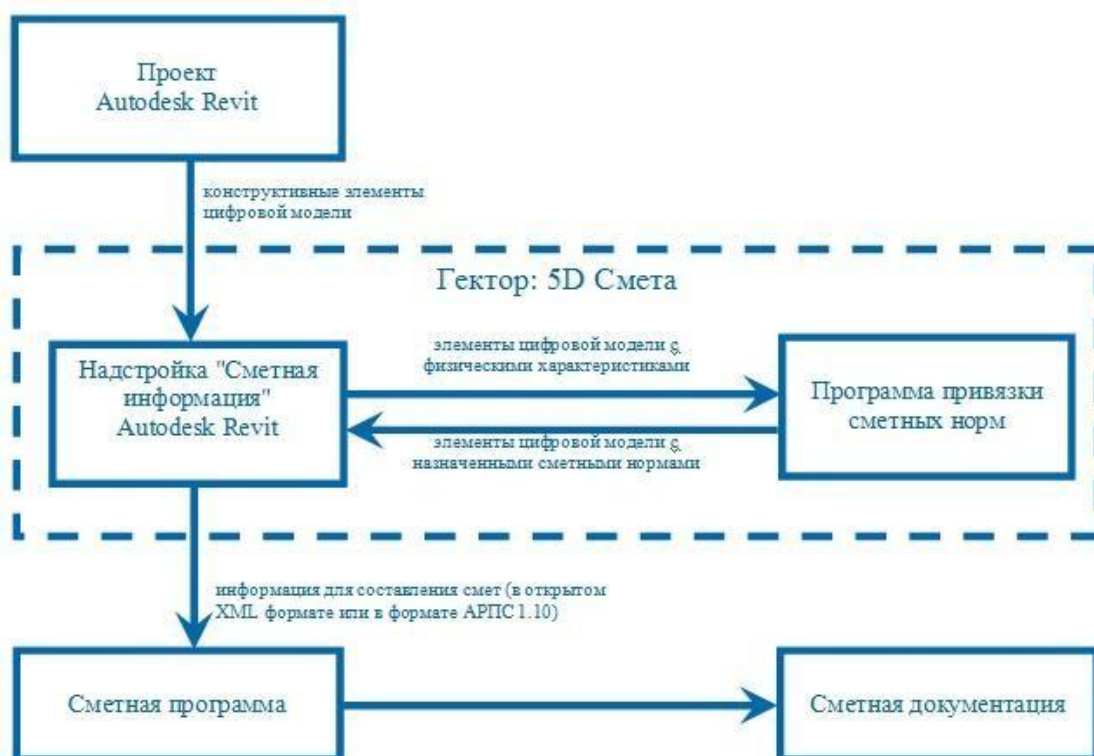 Проект
Autodesk Revit
конструктивные элементы
цифровой модели
Гектор: 5D Смета
Надстройка "Сметная
информация"
Autodesk Revit
элементы цифровой модели с
физическими характеристиками
элементы цифровой модели с
назначенными сметными нормами
Программа привязки
сметных норм
информация для составления смет (в открытом
XML формате или в формате АРПС 1.10)
Сметная программа
Сметная документация